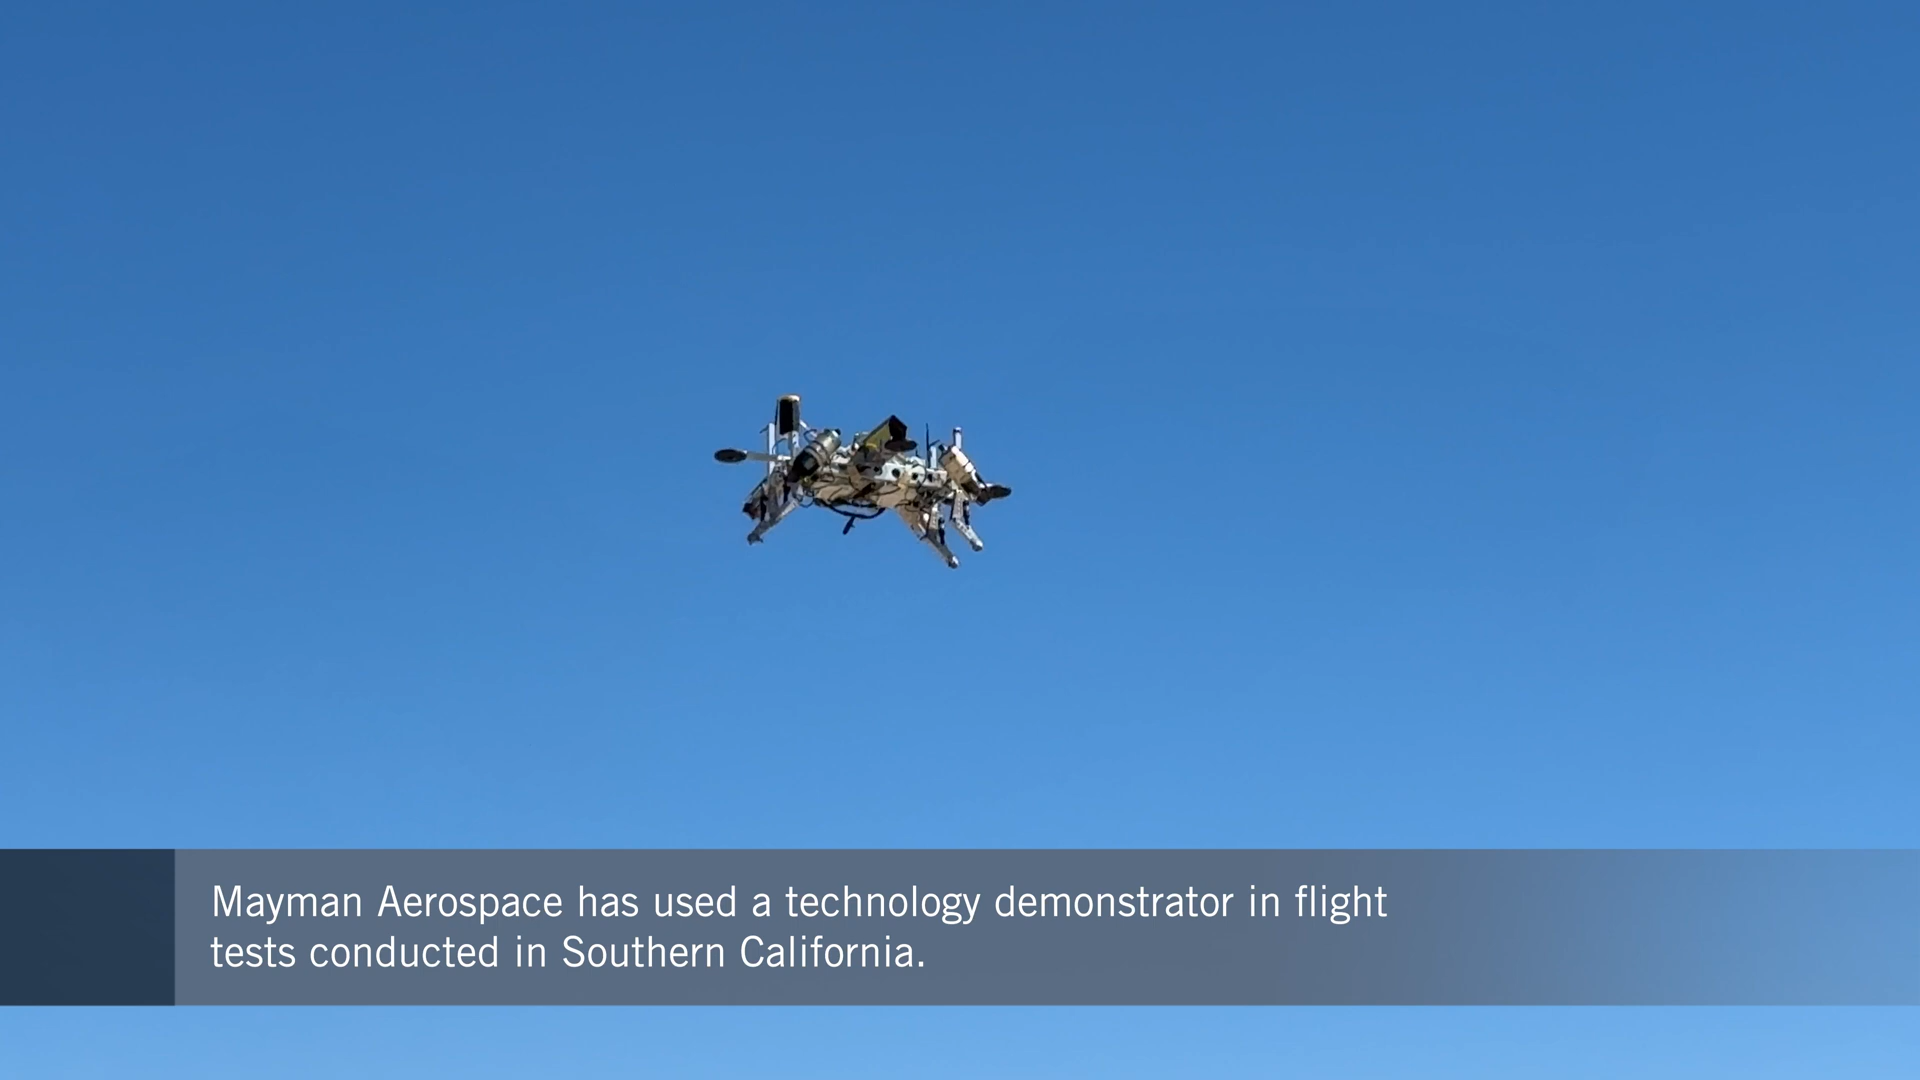 Mayman Aerospace has used a technology demonstrator in flight
tests conducted in Southern California.